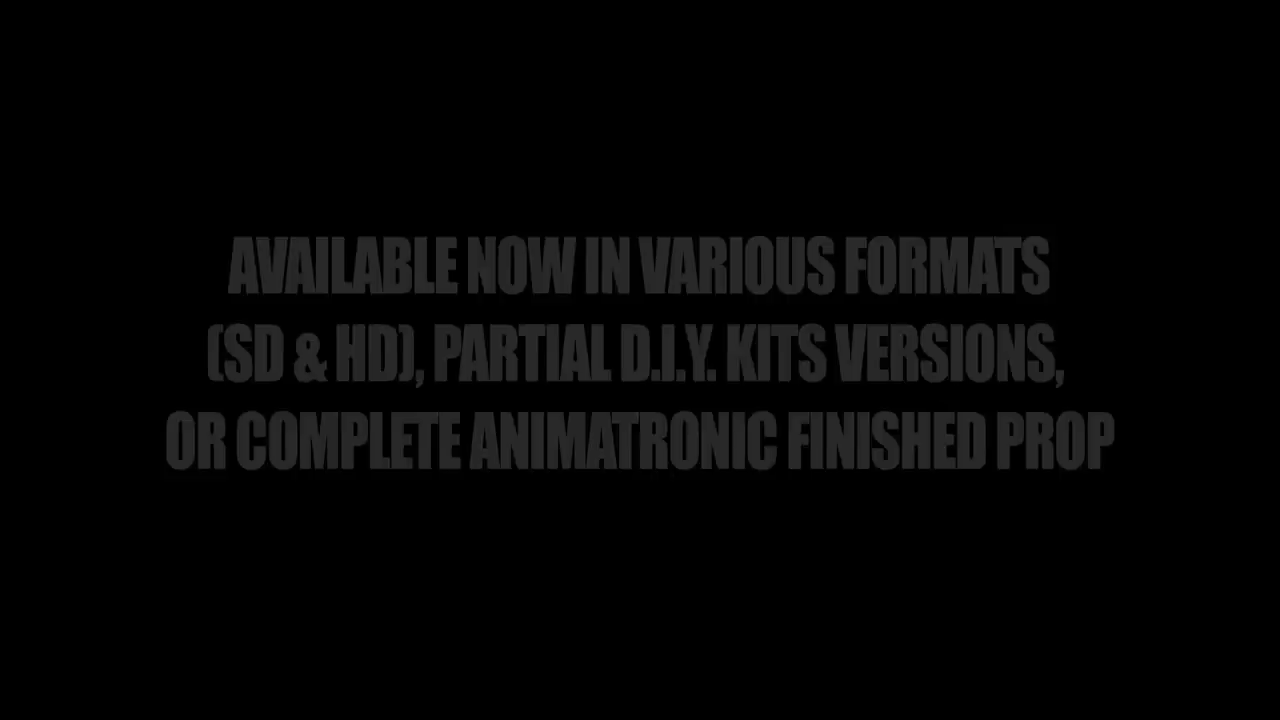 AVAILABLE NOW IN VARIOUS FORMATS
(SD & HD), PARTIAL D.I.Y. KITS VERSIONS,
OR COMPLETE ANIMATRONIC FINISHED PROP